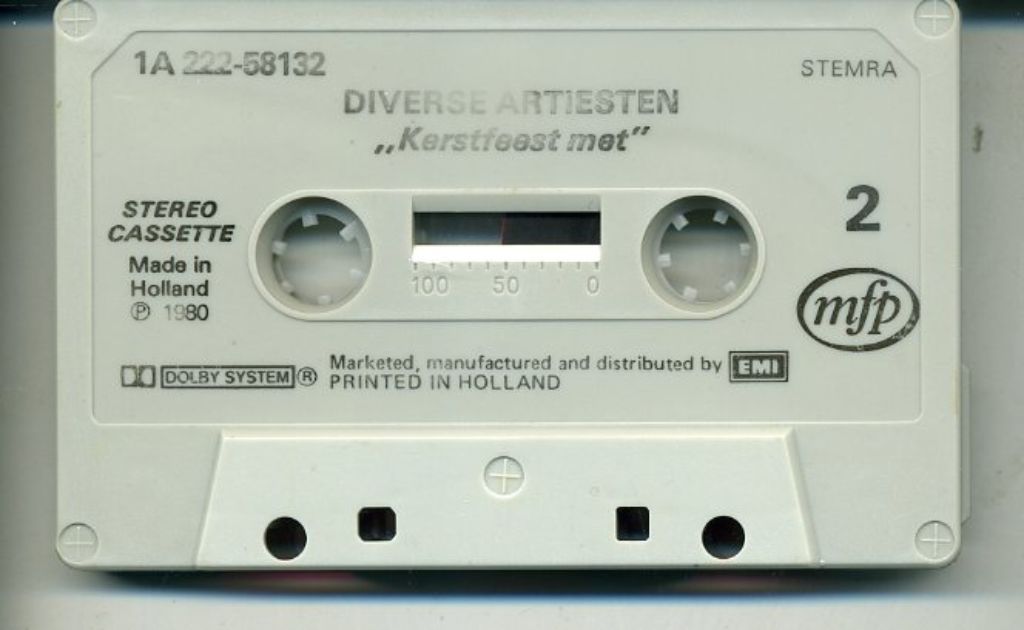 1A 222-58132
STEMRA
DIVERSE ARTIESTEN
„Kerstfeest met”
STEREO
CASSETTE
Made in
Holland
℗ 1980
2
mfp
100 50 0
DOLBY SYSTEM ®
Marketed, manufactured and distributed by EMI
PRINTED IN HOLLAND